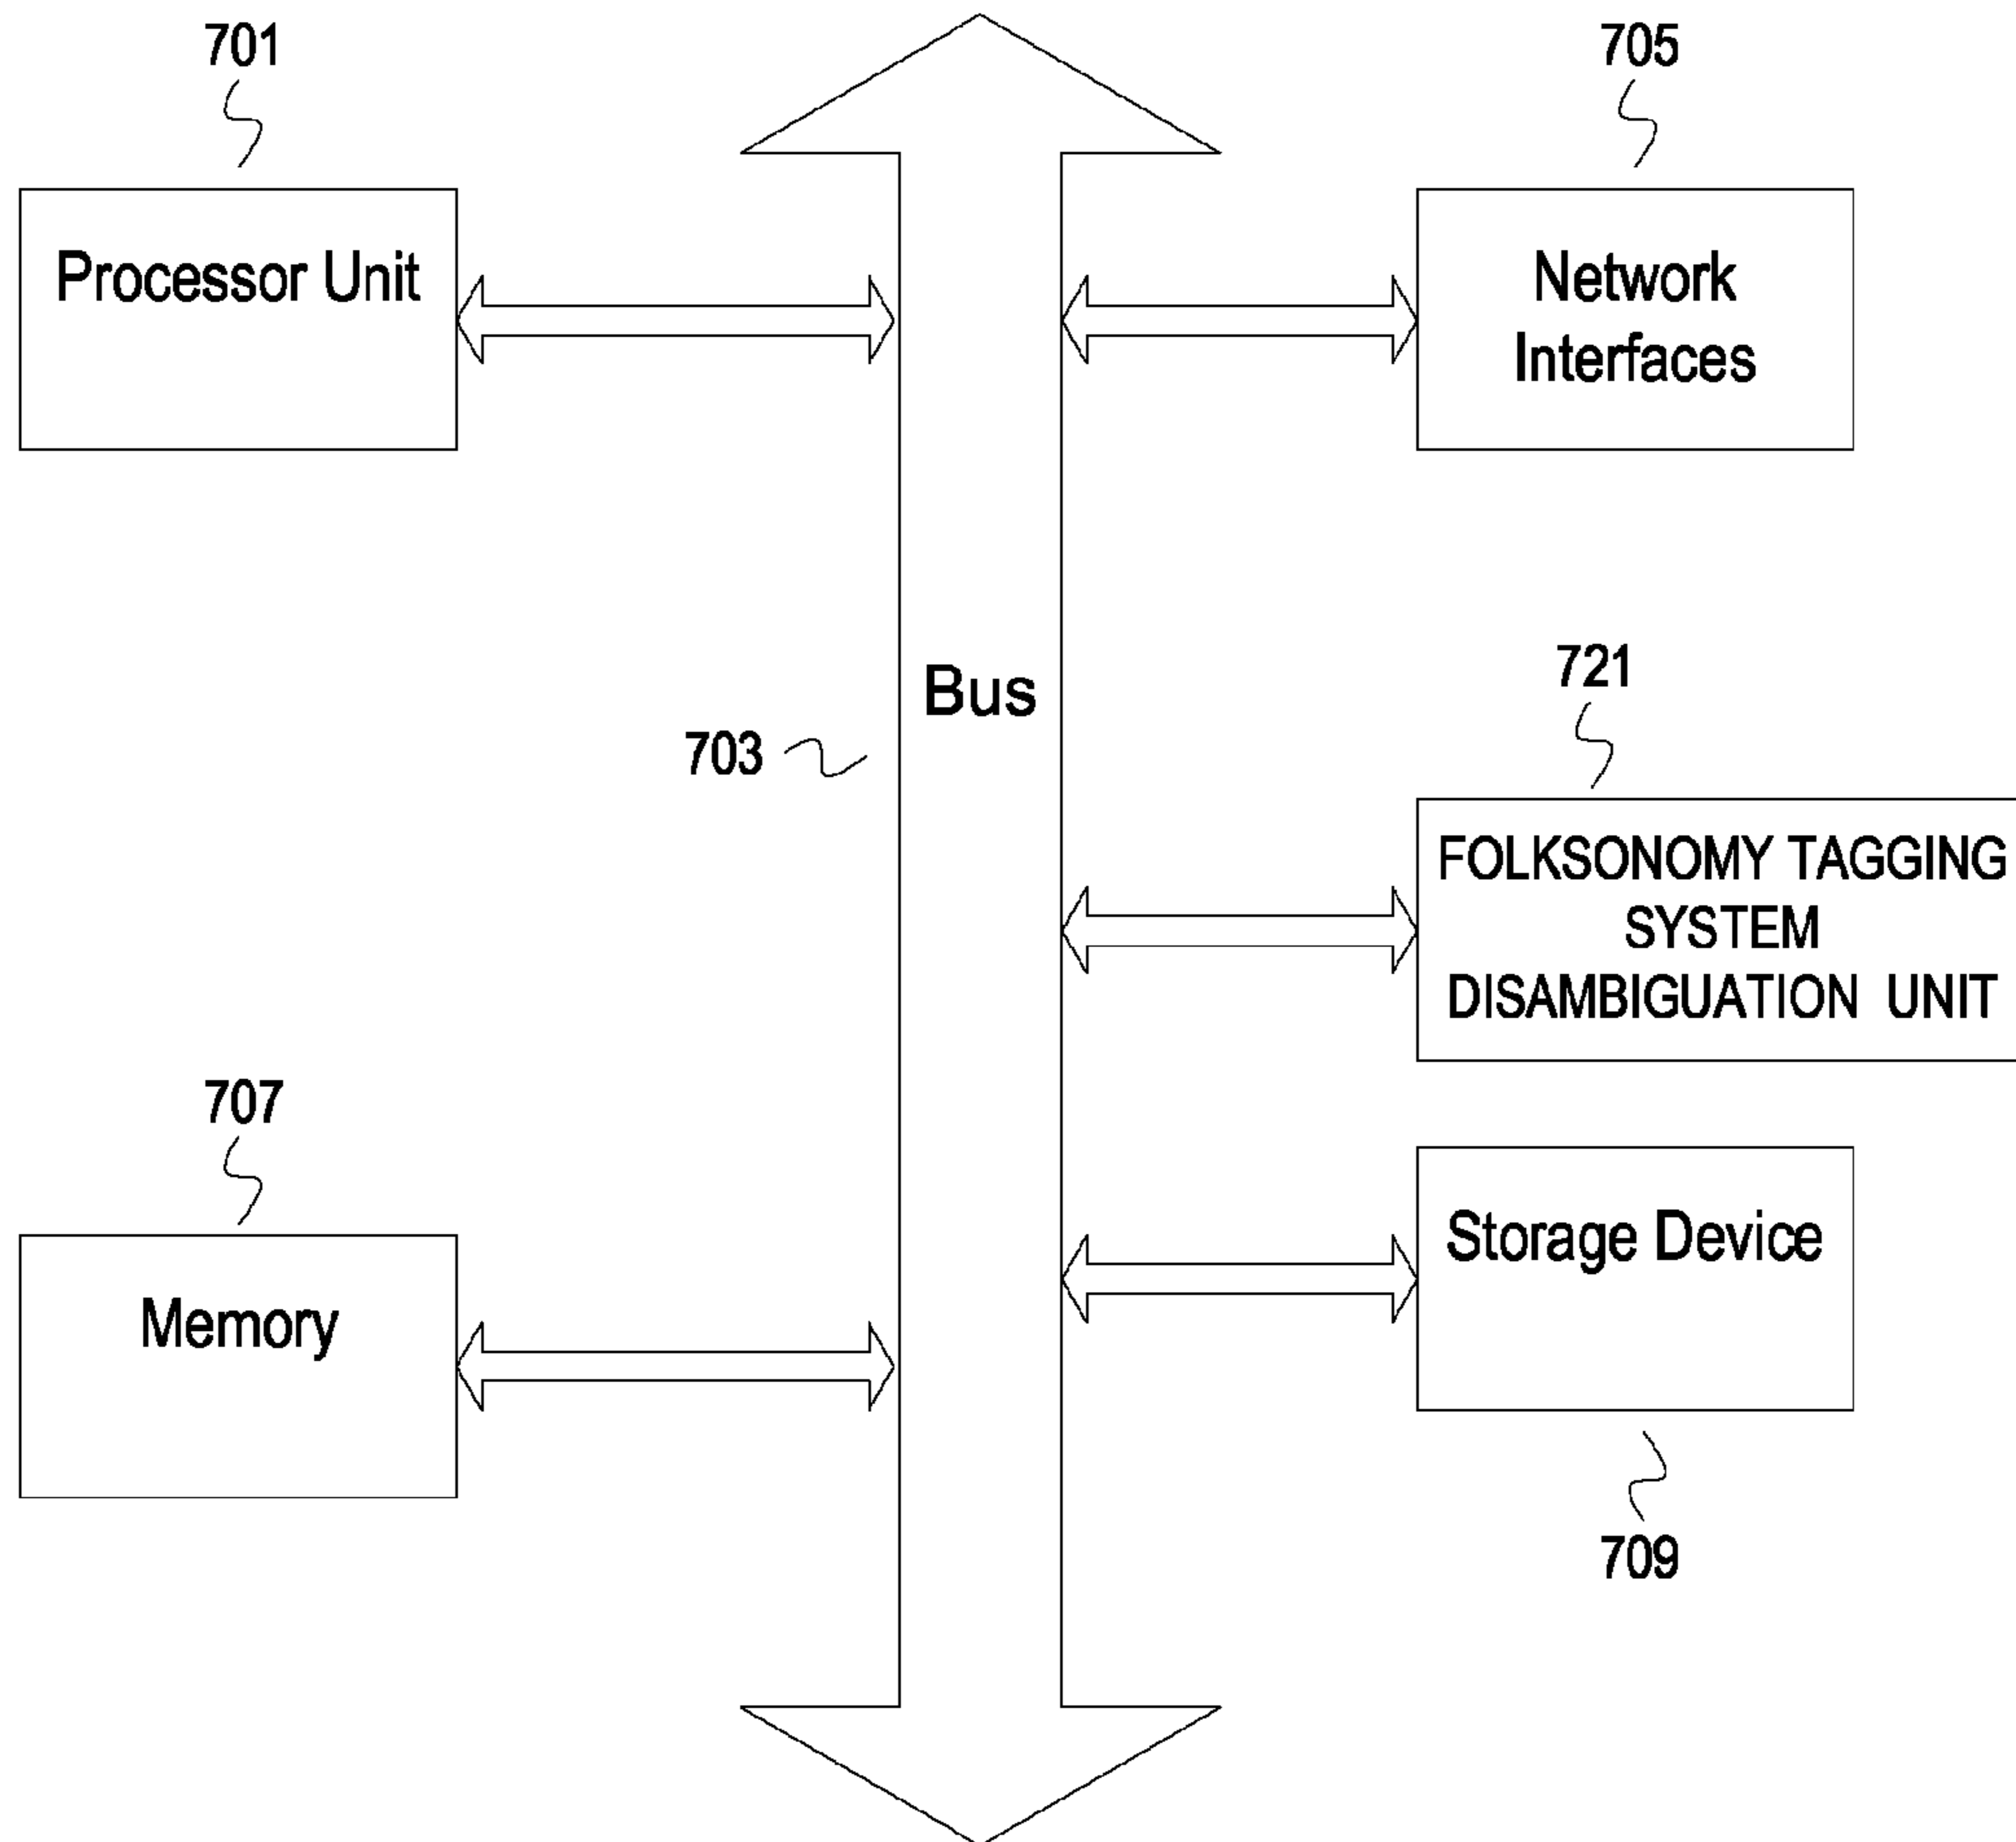 701
Processor Unit
705
Network
Interfaces
Bus
703
721
FOLKSONOMY TAGGING
SYSTEM
DISAMBIGUATION UNIT
707
Memory
Storage Device
709